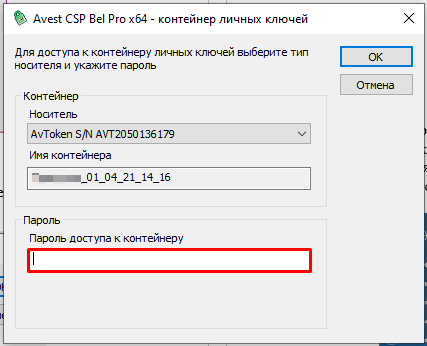 Avest CSP Bel Pro x64 - контейнер личных ключей
Для доступа к контейнеру личных ключей выберите тип
носителя и укажите пароль
OK
Отмена
Контейнер
Носитель
AvToken S/N AVT2050136179
Имя контейнера
_01_04_21_14_16
Пароль
Пароль доступа к контейнеру